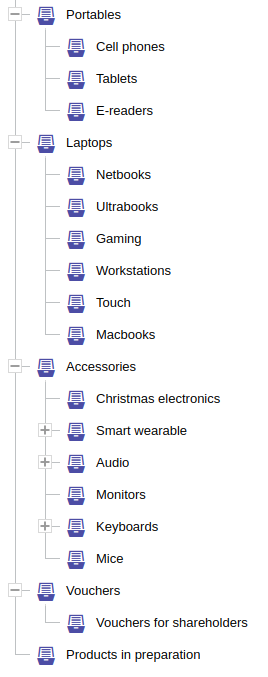 Portables
Cell phones
Tablets
E-readers
Laptops
Netbooks
Ultrabooks
Gaming
Workstations
Touch
Macbooks
Accessories
Christmas electronics
Smart wearable
Audio
Monitors
Keyboards
Mice
Vouchers
Vouchers for shareholders
Products in preparation